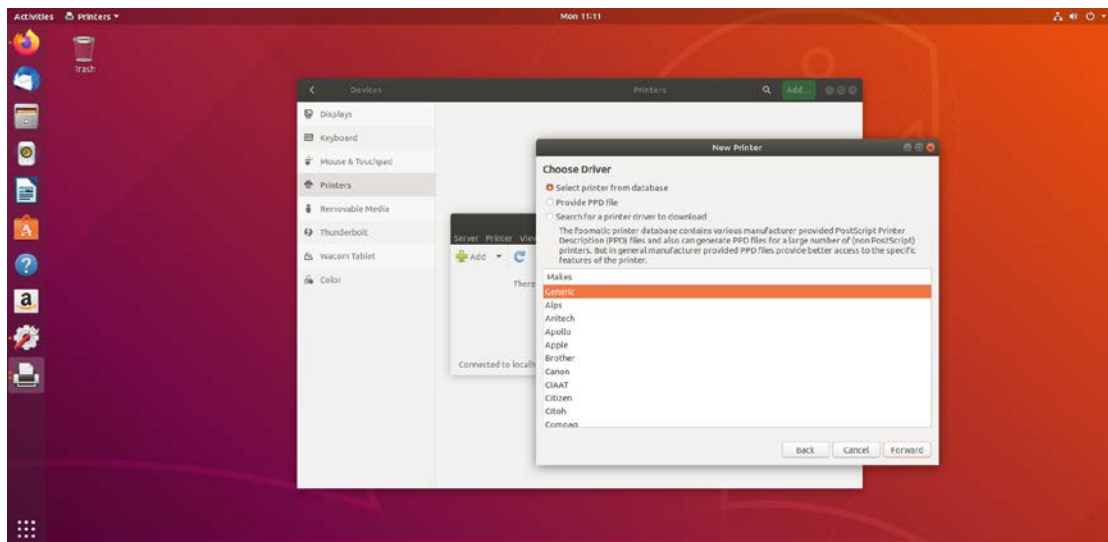 Activities Printers Mon 11:11
Trash
Devices Printers Add...
Displays
Keyboard
Mouse & Touchpad
Printers
Removable Media
Thunderbolt
Wacom Tablet
Color
Server Printer View
Add
There
Connected to localh
New Printer
Choose Driver
Select printer from database
Provide PPD file
Search for a printer driver to download
The foomatic printer database contains various manufacturer provided PostScript Printer
Description (PPD) files and also can generate PPD files for a large number of (non PostScript)
printers. But in general manufacturer provided PPD files provide better access to the specific
features of the printer.
Makes
Generic
Alps
Anitech
Apollo
Apple
Brother
Canon
CIAAT
Citizen
Citoh
Compaq
Back Cancel Forward